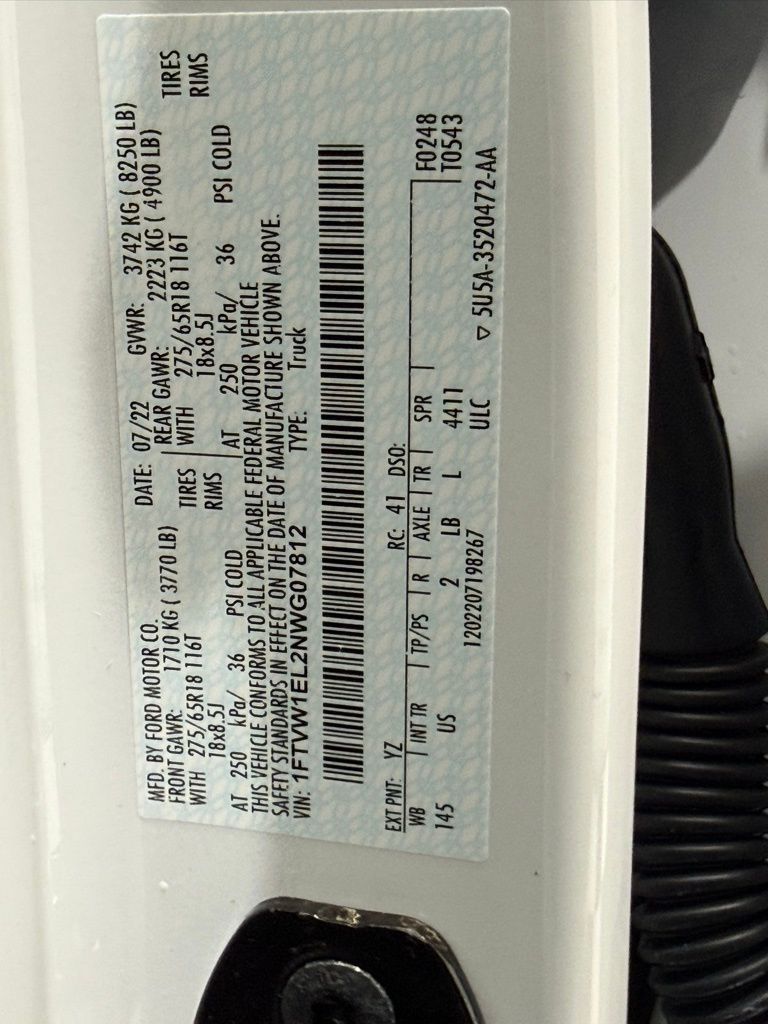 MFD. BY FORD MOTOR CO. DATE: 07/22 GVWR: 3742 KG ( 8250 LB)
FRONT GAWR: 1710 KG ( 3770 LB) REAR GAWR: 2223 KG ( 4900 LB)
WITH 275/65R18 116T TIRES WITH 275/65R18 116T TIRES
18x8.5J RIMS 18x8.5J RIMS
AT 250 kPa/ 36 PSI COLD AT 250 kPa/ 36 PSI COLD
THIS VEHICLE CONFORMS TO ALL APPLICABLE FEDERAL MOTOR VEHICLE
SAFETY STANDARDS IN EFFECT ON THE DATE OF MANUFACTURE SHOWN ABOVE.
VIN: 1FTVW1EL2NWG07812 TYPE: Truck
EXT PNT: YZ RC: 41 DSO:
WB INT TR TP/PS R AXLE TR SPR F0248
145 US 2 LB L 4411 T0543
1202207198267 ULC
▽ 5U5A-3520472-AA